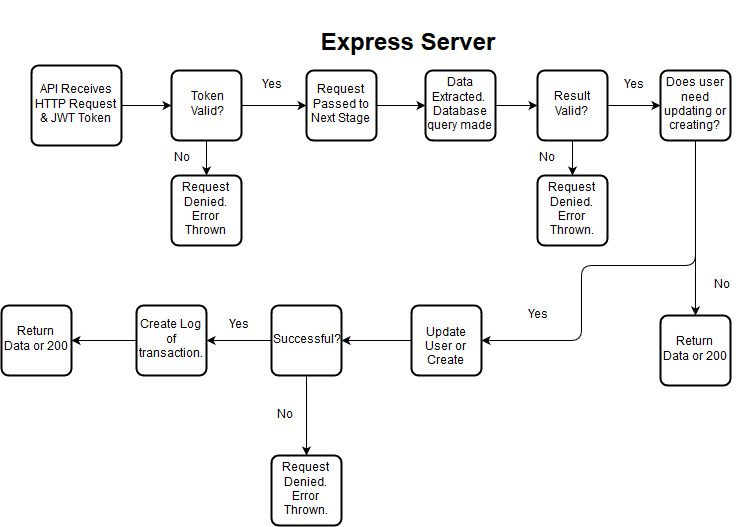 Express Server
API Receives
HTTP Request
& JWT Token
Token
Valid?
Yes
Request
Passed to
Next Stage
Data
Extracted.
Database
query made
Result
Valid?
Yes
Does user
need
updating or
creating?
No
Request
Denied.
Error
Thrown
No
Request
Denied.
Error
Thrown.
No
Return
Data or 200
Yes
Update
User or
Create
Successful?
Yes
Create Log
of
transaction.
Return
Data or 200
No
Request
Denied.
Error
Thrown.